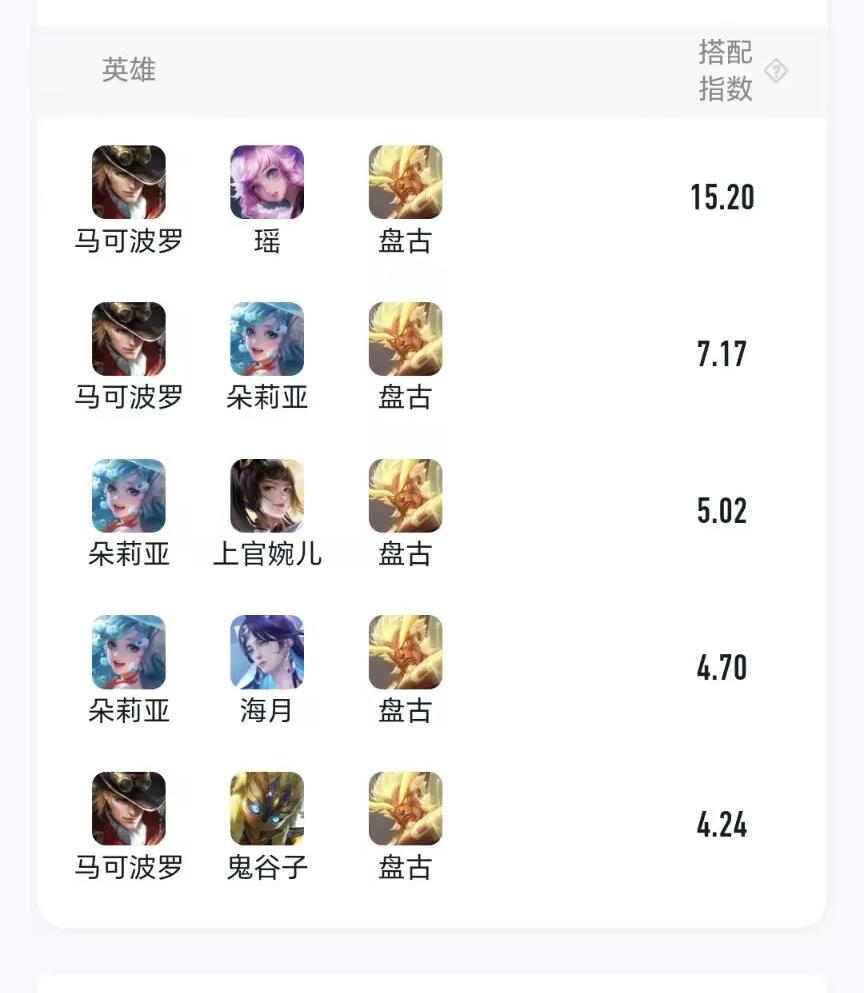 英雄
搭配
指数
马可波罗 瑶 盘古 15.20
马可波罗 朵莉亚 盘古 7.17
朵莉亚 上官婉儿 盘古 5.02
朵莉亚 海月 盘古 4.70
马可波罗 鬼谷子 盘古 4.24